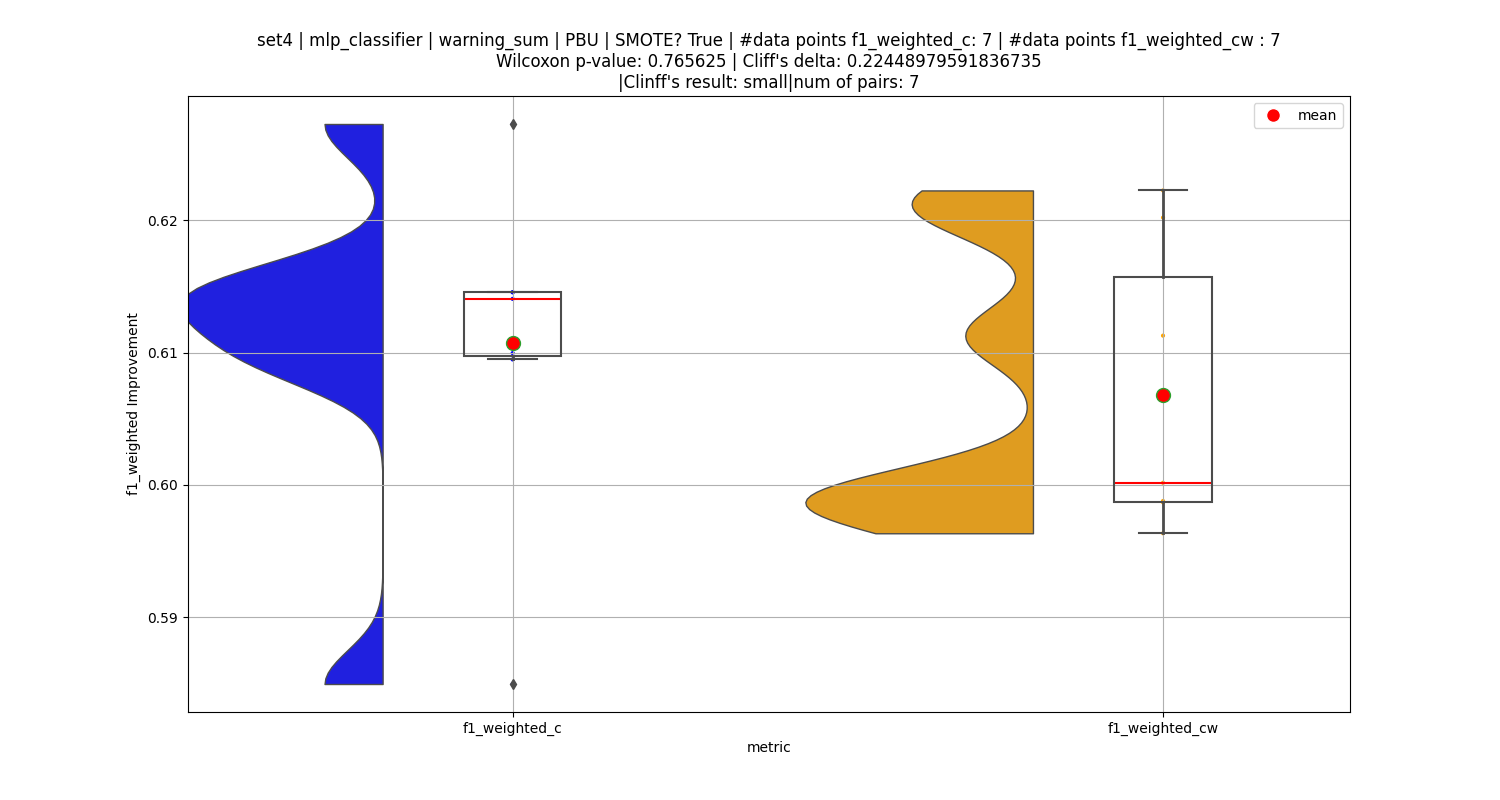 set4 | mlp_classifier | warning_sum | PBU | SMOTE? True | #data points f1_weighted_c: 7 | #data points f1_weighted_cw : 7
Wilcoxon p-value: 0.765625 | Cliff's delta: 0.22448979591836735
|Clinff's result: small|num of pairs: 7
mean
0.62
0.61
0.60
0.59
f1_weighted Improvement
f1_weighted_c
f1_weighted_cw
metric